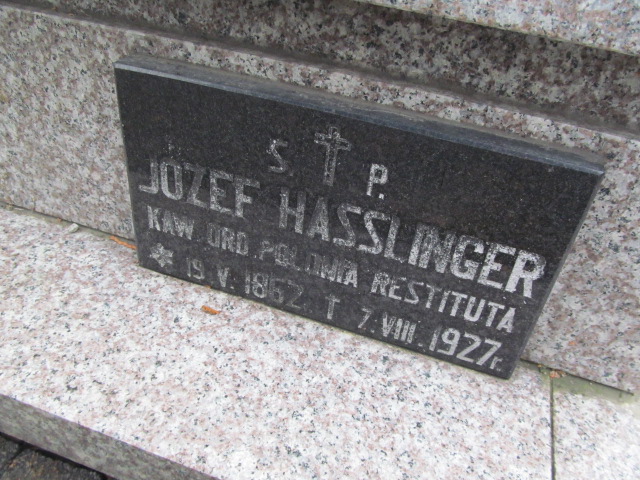 S. P.
JÓZEF HASSLINGER
KAW. ORD. POLONIA RESTITUTA
* 19.V.1862. † 7.VIII.1927r.